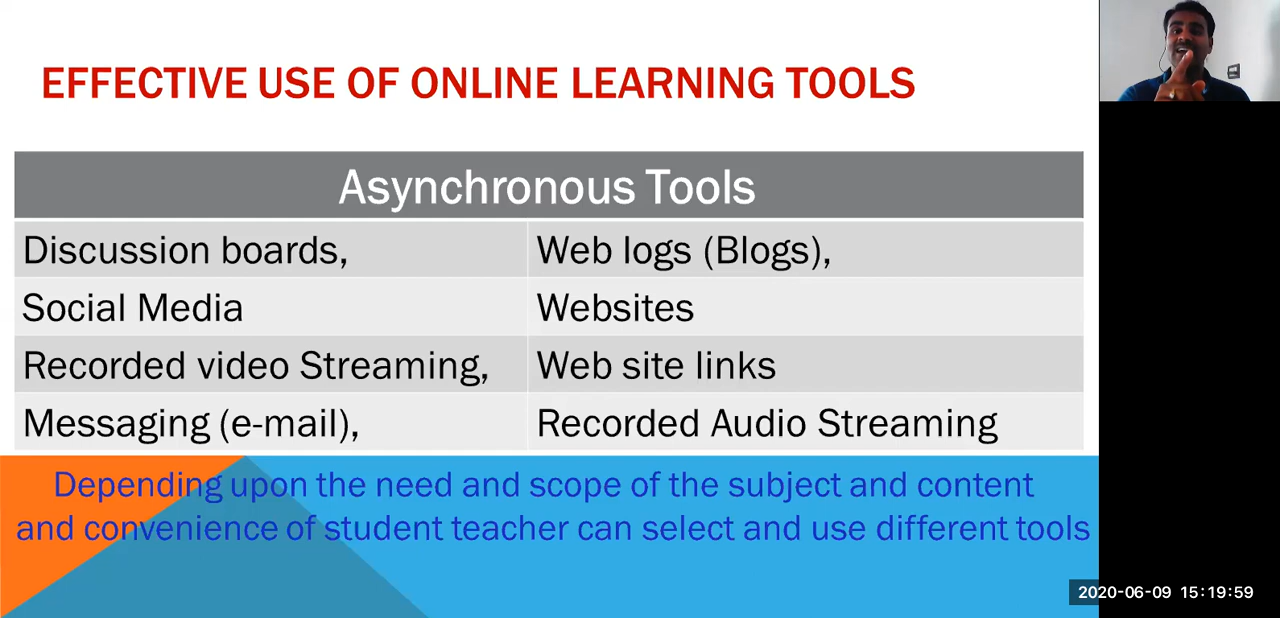 EFFECTIVE USE OF ONLINE LEARNING TOOLS
Asynchronous Tools
Discussion boards,
Web logs (Blogs),
Social Media
Websites
Recorded video Streaming,
Web site links
Messaging (e-mail),
Recorded Audio Streaming
Depending upon the need and scope of the subject and content
and convenience of student teacher can select and use different tools
2020-06-09 15:19:59